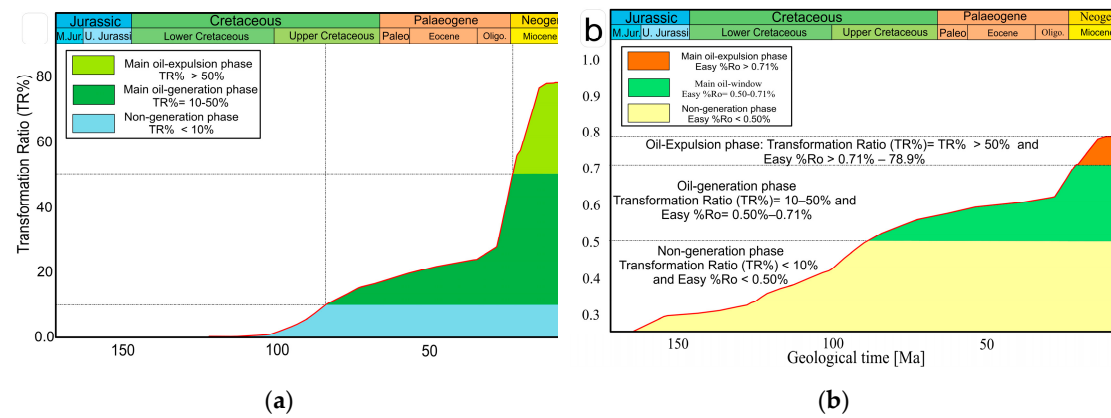 Jurassic Cretaceous Palaeogene Neoge
M.Jur. U. Jurassi Lower Cretaceous Upper Cretaceous Paleo Eocene Oligo. Miocene
Main oil-expulsion phase
TR% > 50%
Main oil-generation phase
TR%= 10-50%
Non-generation phase
TR% < 10%
Transformation Ratio (TR%)
80
60
40
20
0.0
150 100 50
(a)
b
Jurassic Cretaceous Palaeogene Neoge
M.Jur. U. Jurassi Lower Cretaceous Upper Cretaceous Paleo Eocene Oligo. Miocene
Main oil-expulsion phase
Easy %Ro > 0.71%
Main oil-window
Easy %Ro= 0.50-0.71%
Non-generation phase
Easy %Ro < 0.50%
1.0
0.9
0.8
0.7
0.6
0.5
0.4
0.3
Oil-Expulsion phase: Transformation Ratio (TR%)= TR% > 50% and
Easy %Ro > 0.71% – 78.9%
Oil-generation phase
Transformation Ratio (TR%)= 10–50% and
Easy %Ro= 0.50%–0.71%
Non-generation phase
Transformation Ratio (TR%) < 10%
and Easy %Ro < 0.50%
150 100 50
Geological time [Ma]
(b)